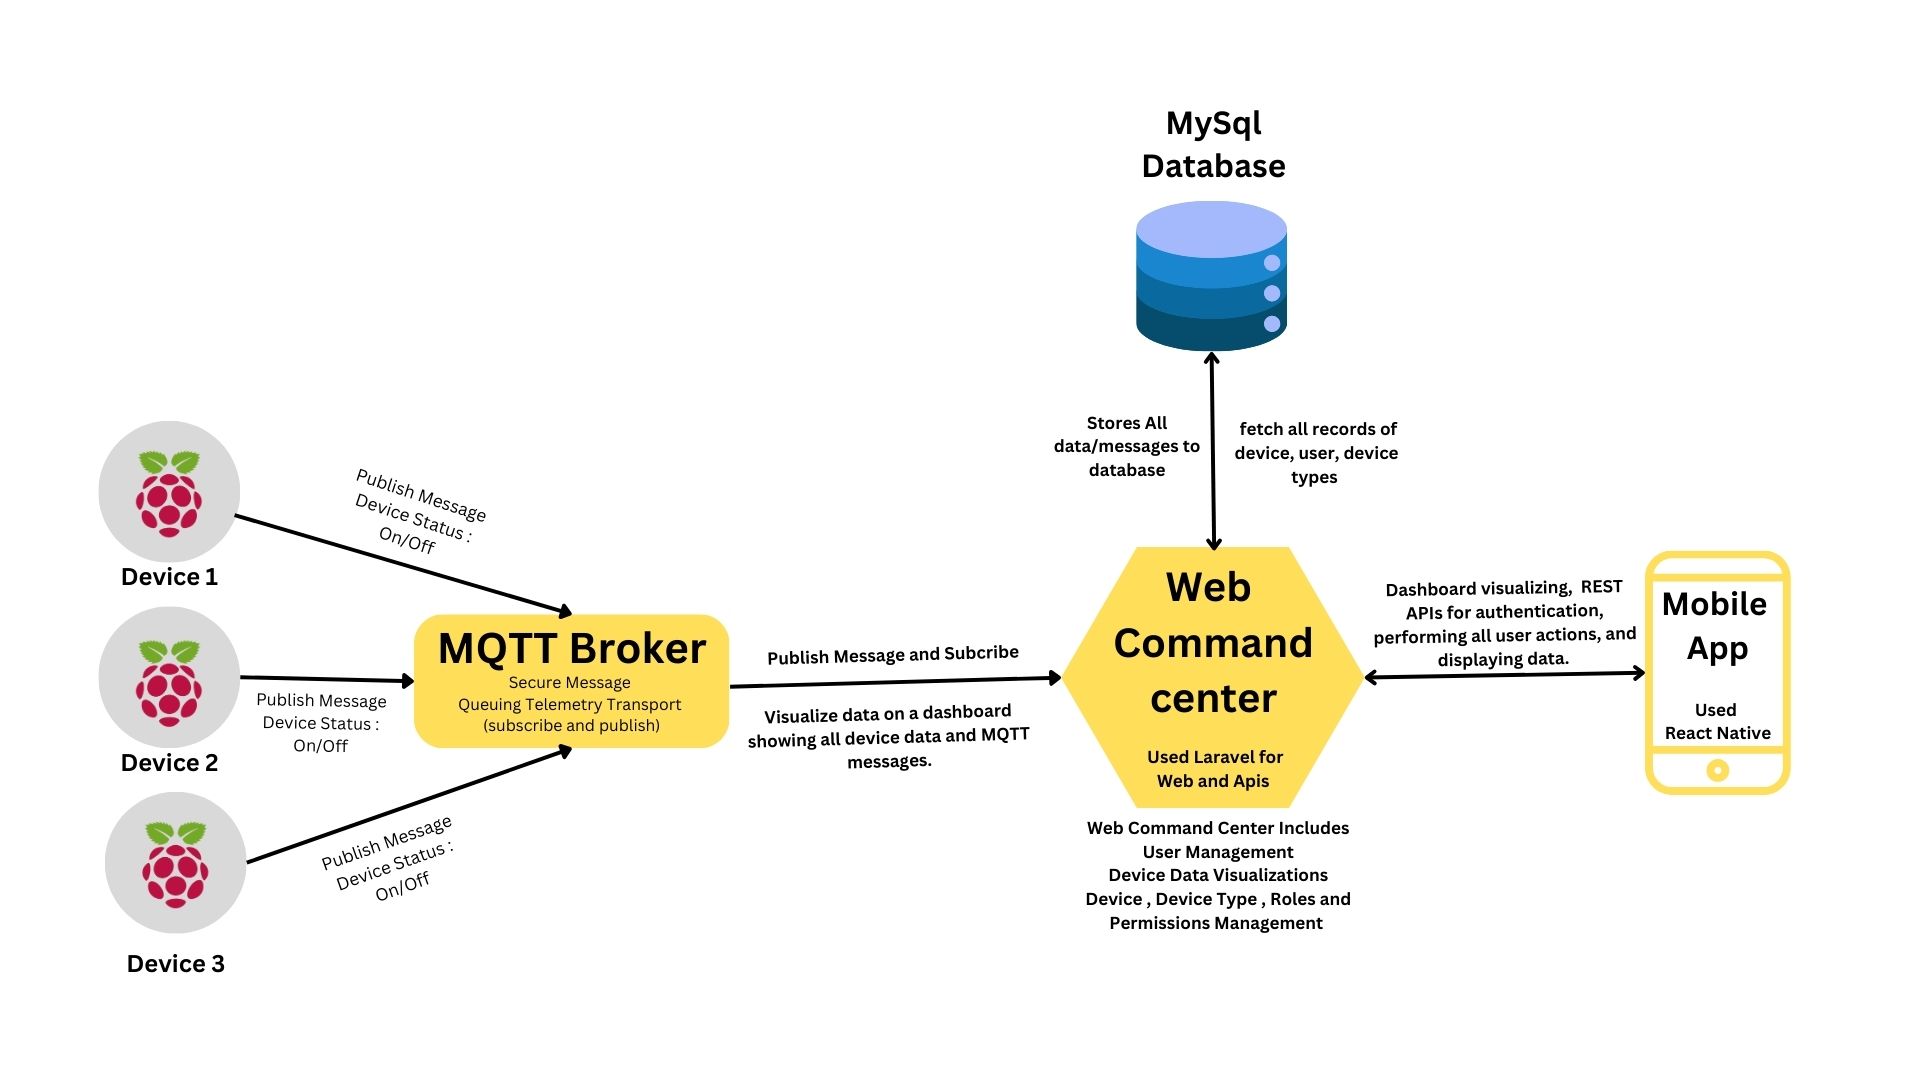 MySql
Database
Stores All
data/messages to
database
fetch all records of
device, user, device
types
Publish Message
Device Status :
On/Off
Device 1
Publish Message
Device Status :
On/Off
Device 2
Publish Message
Device Status :
On/Off
Device 3
MQTT Broker
Secure Message
Queuing Telemetry Transport
(subscribe and publish)
Publish Message and Subcribe
Visualize data on a dashboard
showing all device data and MQTT
messages.
Web
Command
center
Used Laravel for
Web and Apis
Web Command Center Includes
User Management
Device Data Visualizations
Device , Device Type , Roles and
Permissions Management
Dashboard visualizing,  REST
APIs for authentication,
performing all user actions, and
displaying data.
Mobile
App
Used
React Native